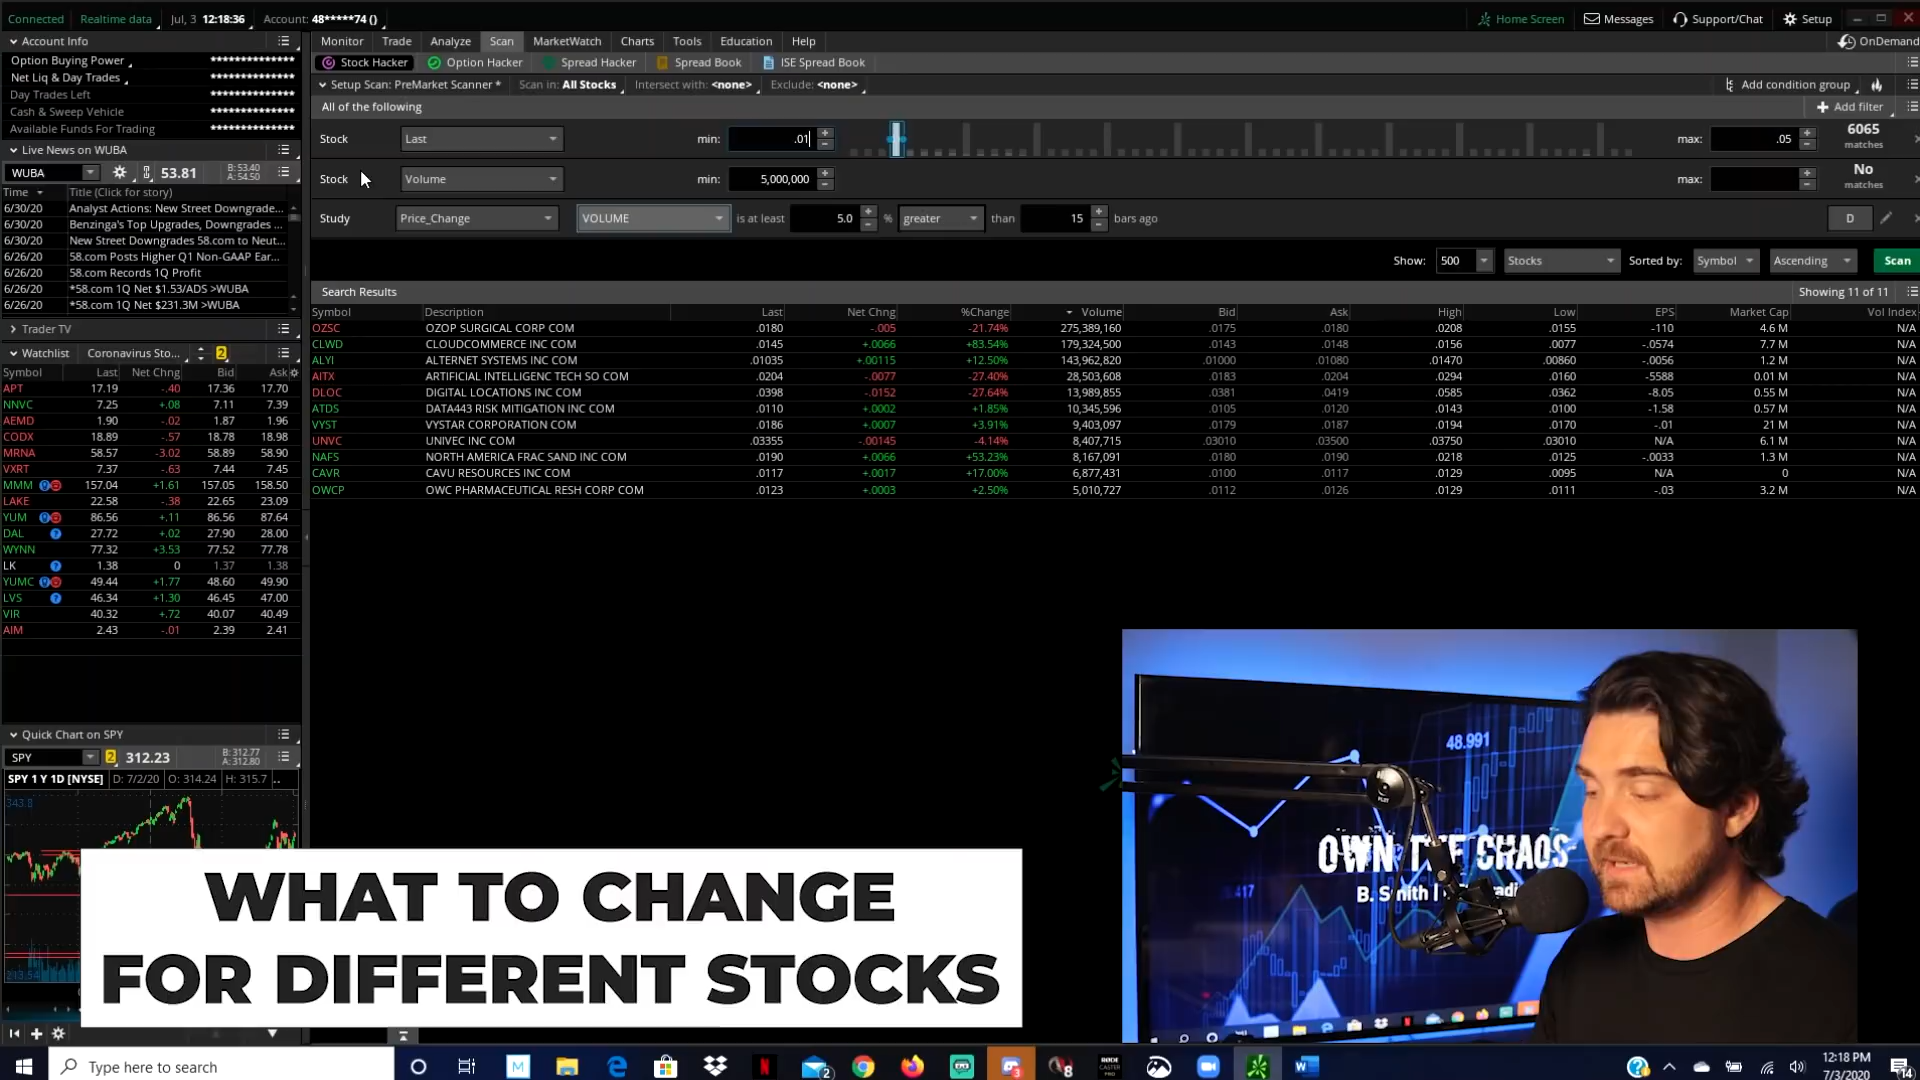 Connected Realtime data Jul, 3 12:18:36 Account: 48*****74 () Home Screen Messages Support/Chat Setup
Account Info Monitor Trade Analyze Scan MarketWatch Charts Tools Education Help OnDemand
Option Buying Power ************** Stock Hacker Option Hacker Spread Hacker Spread Book ISE Spread Book
Net Liq & Day Trades **************
Day Trades Left **************
Cash & Sweep Vehicle **************
Available Funds For Trading **************
Setup Scan: PreMarket Scanner * Scan in: All Stocks Intersect with: <none> Exclude: <none> Add condition group
All of the following Add filter
Stock Last min: .01 max: .05 6065 matches
Stock Volume min: 5,000,000 max: No matches
Study Price_Change VOLUME is at least 5.0 % greater than 15 bars ago D
Show: 500 Stocks Sorted by: Symbol Ascending Scan
Live News on WUBA
WUBA 53.81 B: 53.40 A: 54.50
Time Title (Click for story)
6/30/20 Analyst Actions: New Street Downgrade...
6/30/20 Benzinga's Top Upgrades, Downgrades ...
6/30/20 New Street Downgrades 58.com to Neut...
6/26/20 58.com Posts Higher Q1 Non-GAAP Ear...
6/26/20 58.com Records 1Q Profit
6/26/20 *58.com 1Q Net $1.53/ADS >WUBA
6/26/20 *58.com 1Q Net $231.3M >WUBA
Trader TV
Search Results Showing 11 of 11
Symbol Description Last Net Chng %Change Volume Bid Ask High Low EPS Market Cap Vol Index
OZSC OZOP SURGICAL CORP COM .0180 -.005 -21.74% 275,389,160 .0175 .0180 .0208 .0155 -110 4.6 M N/A
CLWD CLOUDCOMMERCE INC COM .0145 +.0066 +83.54% 179,324,500 .0143 .0148 .0156 .0077 -.0574 7.7 M N/A
ALYI ALTERNET SYSTEMS INC COM .01035 +.00115 +12.50% 143,962,820 .01000 .01080 .01470 .00860 -.0056 1.2 M N/A
AITX ARTIFICIAL INTELLIGENC TECH SO COM .0204 -.0077 -27.40% 28,503,608 .0183 .0204 .0294 .0160 -5588 0.01 M N/A
DLOC DIGITAL LOCATIONS INC COM .0398 -.0152 -27.64% 13,989,855 .0381 .0419 .0585 .0362 -8.05 0.55 M N/A
ATDS DATA443 RISK MITIGATION INC COM .0110 +.0002 +1.85% 10,345,596 .0105 .0120 .0143 .0100 -1.58 0.57 M N/A
VYST VYSTAR CORPORATION COM .0186 +.0007 +3.91% 9,403,097 .0179 .0187 .0194 .0170 -.01 21 M N/A
UNVC UNIVEC INC COM .03355 -.00145 -4.14% 8,407,715 .03010 .03500 .03750 .03010 N/A 6.1 M N/A
NAFS NORTH AMERICA FRAC SAND INC COM .0190 +.0066 +53.23% 8,167,091 .0180 .0190 .0218 .0125 -.0033 1.3 M N/A
CAVR CAVU RESOURCES INC COM .0117 +.0017 +17.00% 6,877,431 .0100 .0117 .0129 .0095 N/A 0 N/A
OWCP OWC PHARMACEUTICAL RESH CORP COM .0123 +.0003 +2.50% 5,010,727 .0112 .0126 .0129 .0111 -.03 3.2 M N/A
Watchlist Coronavirus Sto... 2
Symbol Last Net Chng Bid Ask
APT 17.19 -.40 17.36 17.70
NNVC 7.25 +.08 7.11 7.39
AEMD 1.90 -.02 1.87 1.96
CODX 18.89 -.57 18.78 18.98
MRNA 58.57 -3.02 58.89 58.90
VXRT 7.37 -.63 7.44 7.45
MMM 157.04 +1.61 157.05 158.50
LAKE 22.58 -.38 22.65 23.09
YUM 86.56 +.11 86.56 87.64
DAL 27.72 +.02 27.90 28.00
WYNN 77.32 +3.53 77.52 77.78
LK 1.38 0 1.37 1.38
YUMC 49.44 +1.77 48.60 49.90
LVS 46.34 +1.30 46.45 47.00
VIR 40.32 +.72 40.07 40.49
AIM 2.43 -.01 2.39 2.41
Quick Chart on SPY
SPY 2 312.23 B: 312.77 A: 312.80
SPY 1 Y 1D [NYSE] D: 7/2/20 O: 314.24 H: 315.7 ..
343.8
213.54
WHAT TO CHANGE
FOR DIFFERENT STOCKS
48.991
OWN THE CHAOS
B. Smith |
417
Type here to search
12:18 PM
7/3/2020
14